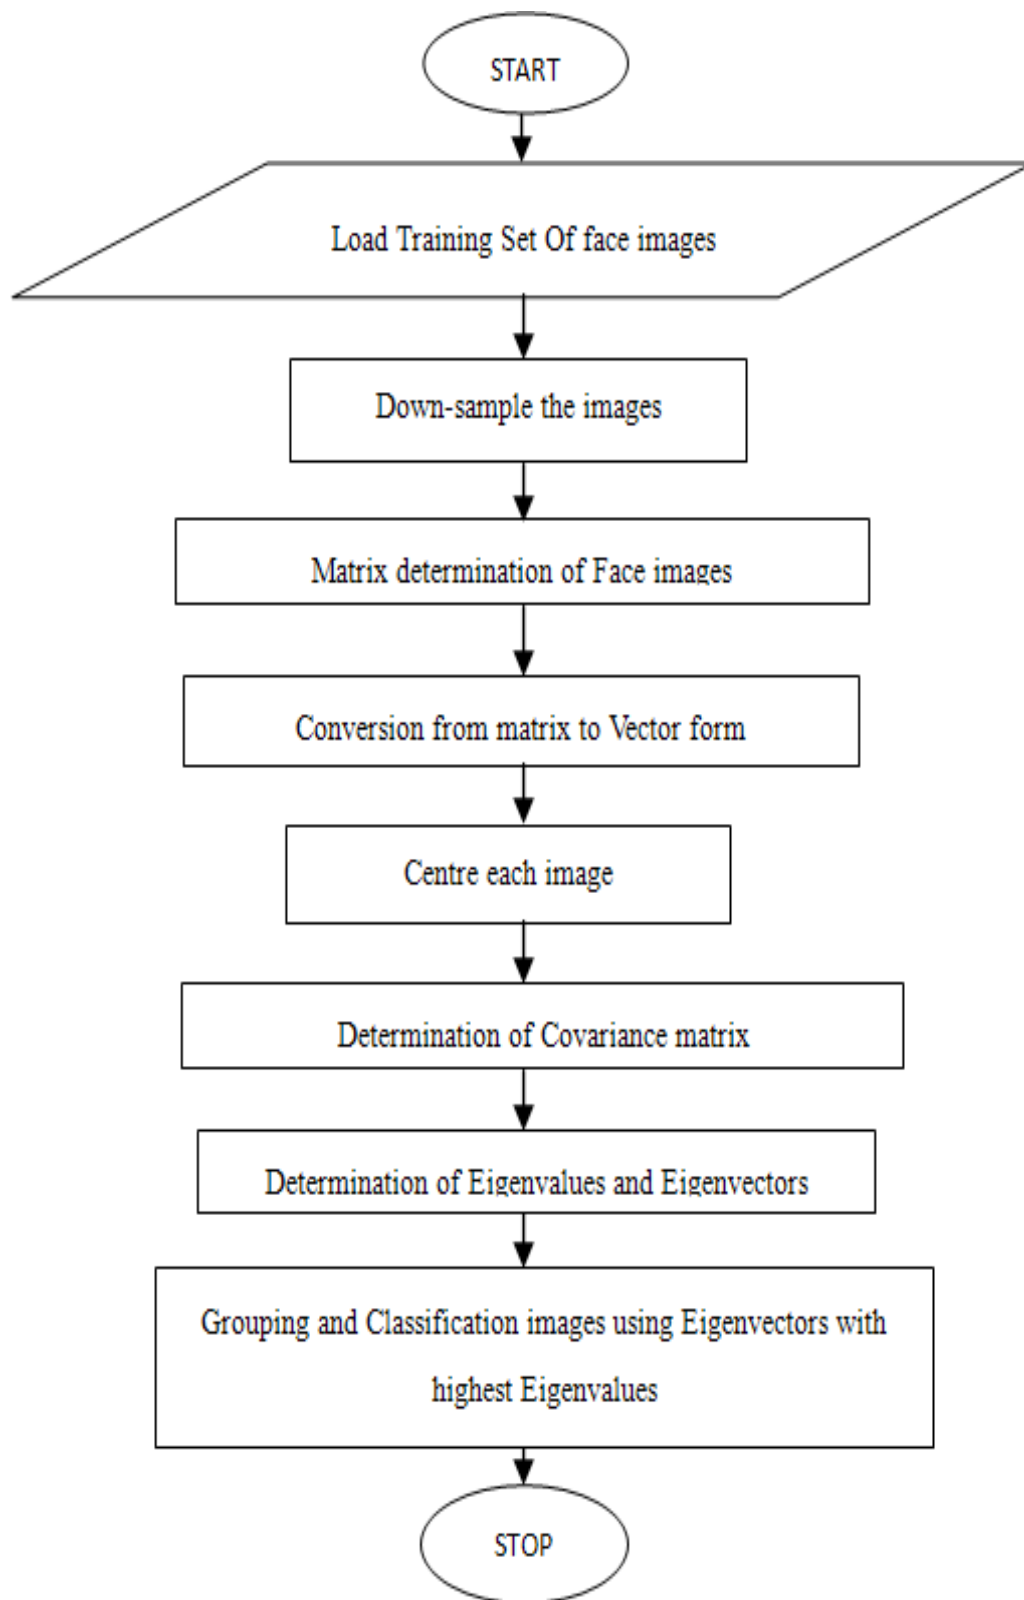 START
Load Training Set Of face images
Down-sample the images
Matrix determination of Face images
Conversion from matrix to Vector form
Centre each image
Determination of Covariance matrix
Determination of Eigenvalues and Eigenvectors
Grouping and Classification images using Eigenvectors with
highest Eigenvalues
STOP